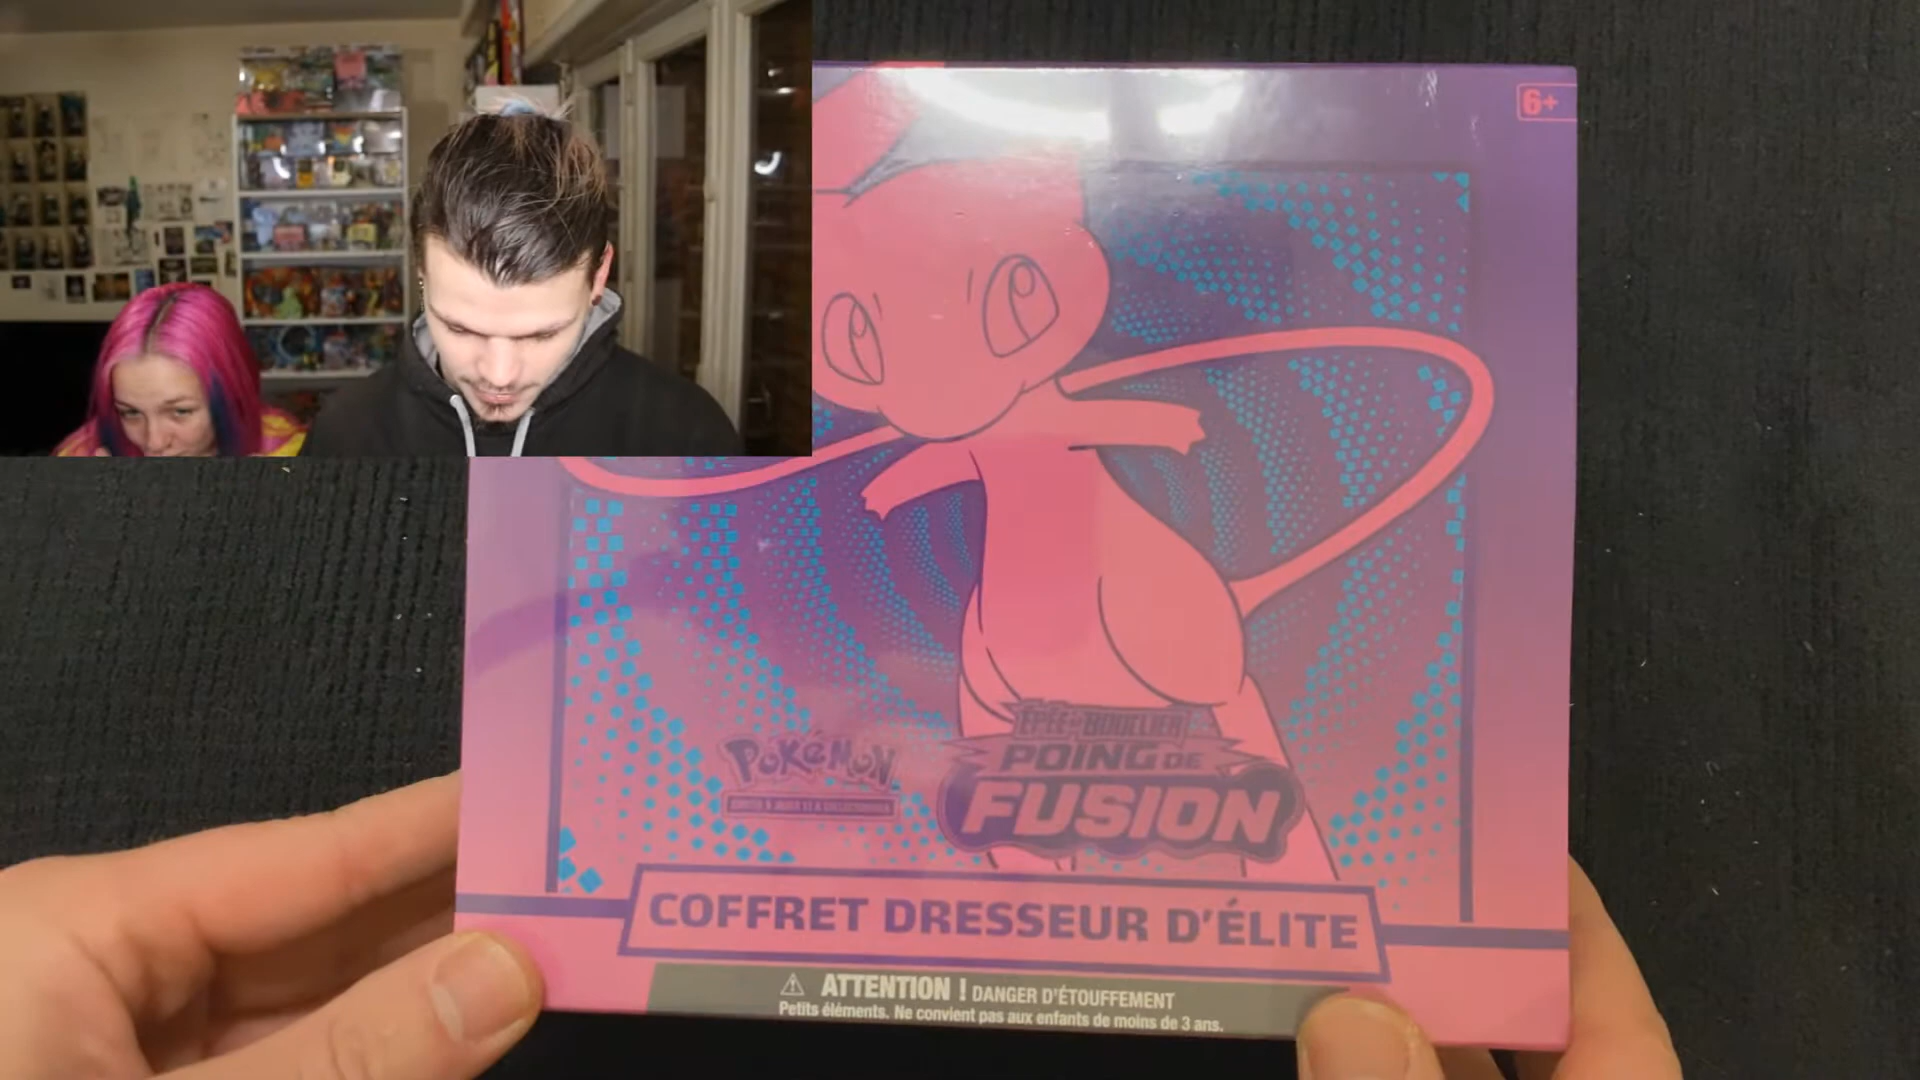 6+
ÉPÉE ET BOUCLIER
POKéMON
POING DE
FUSION
COFFRET DRESSEUR D'ÉLITE
⚠ ATTENTION ! DANGER D'ÉTOUFFEMENT
Petits éléments. Ne convient pas aux enfants de moins de 3 ans.